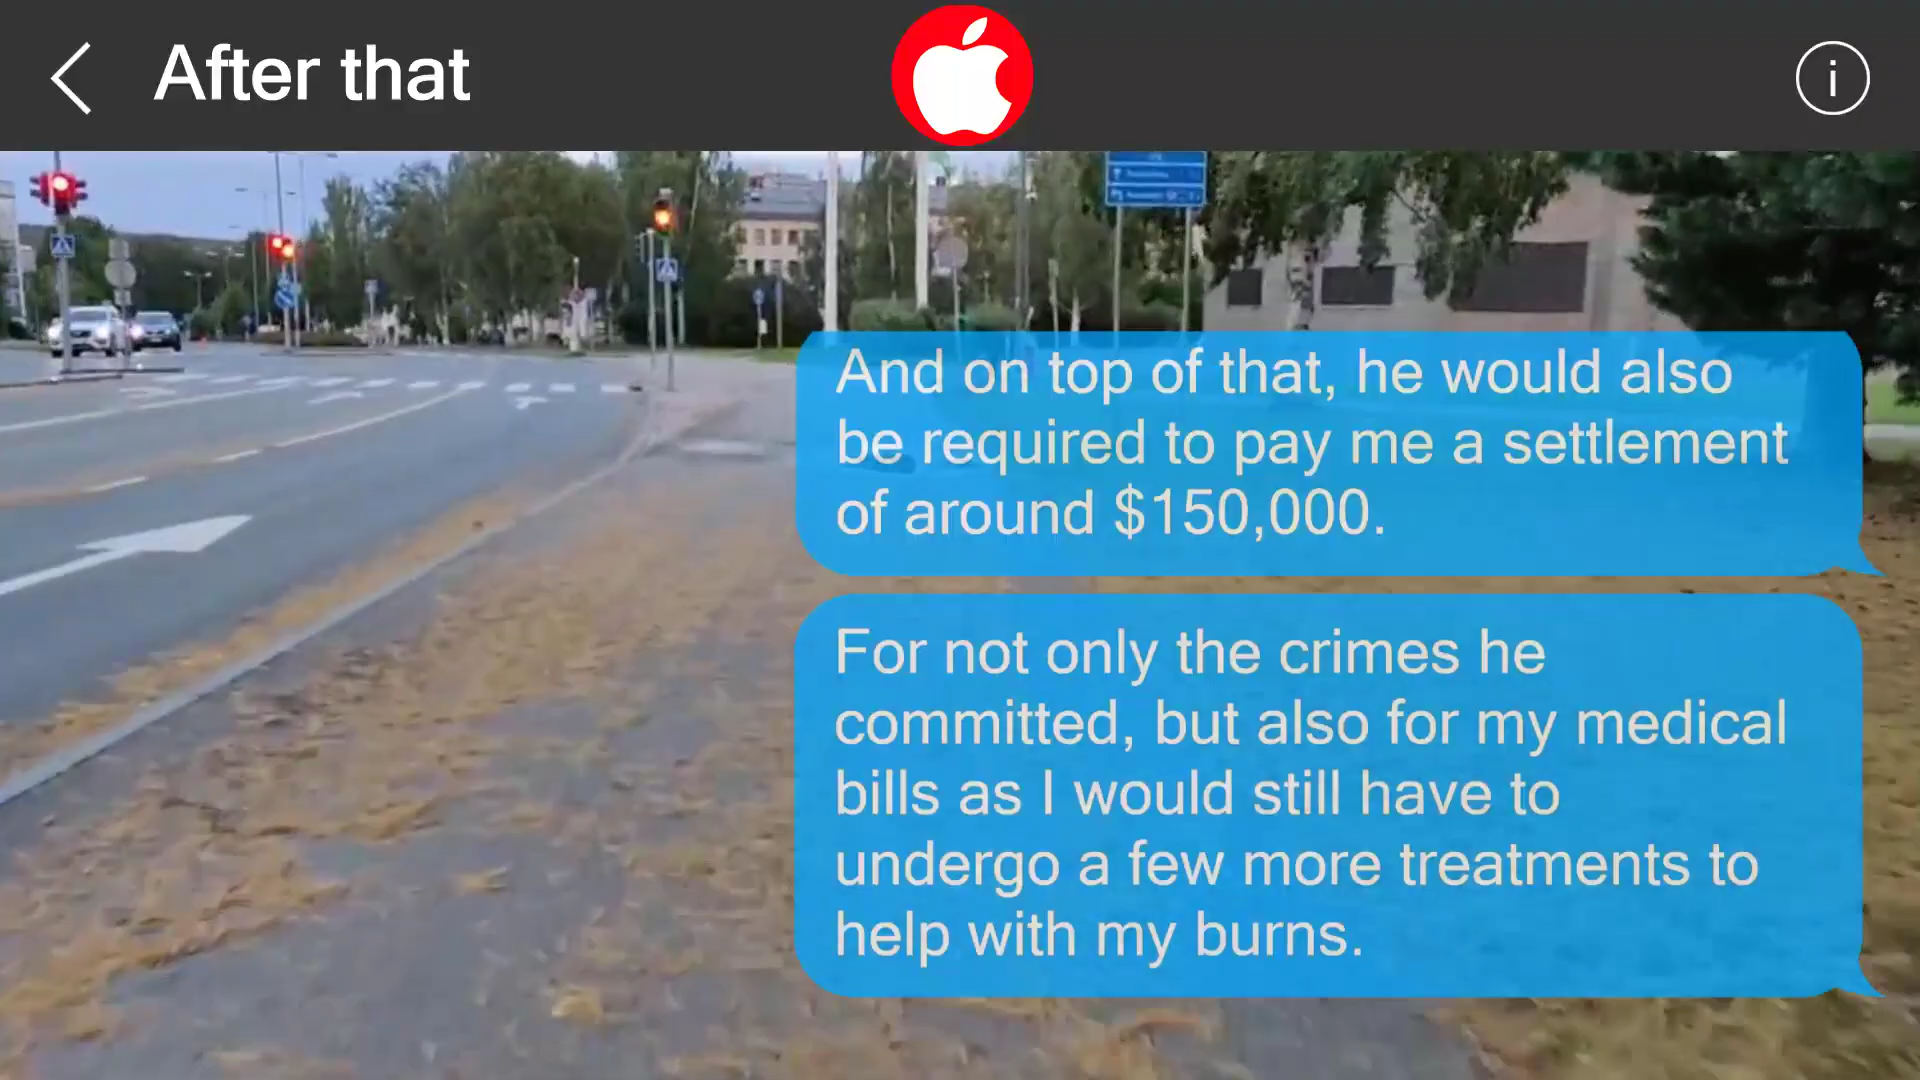 After that
And on top of that, he would also
be required to pay me a settlement
of around $150,000.
For not only the crimes he
committed, but also for my medical
bills as I would still have to
undergo a few more treatments to
help with my burns.